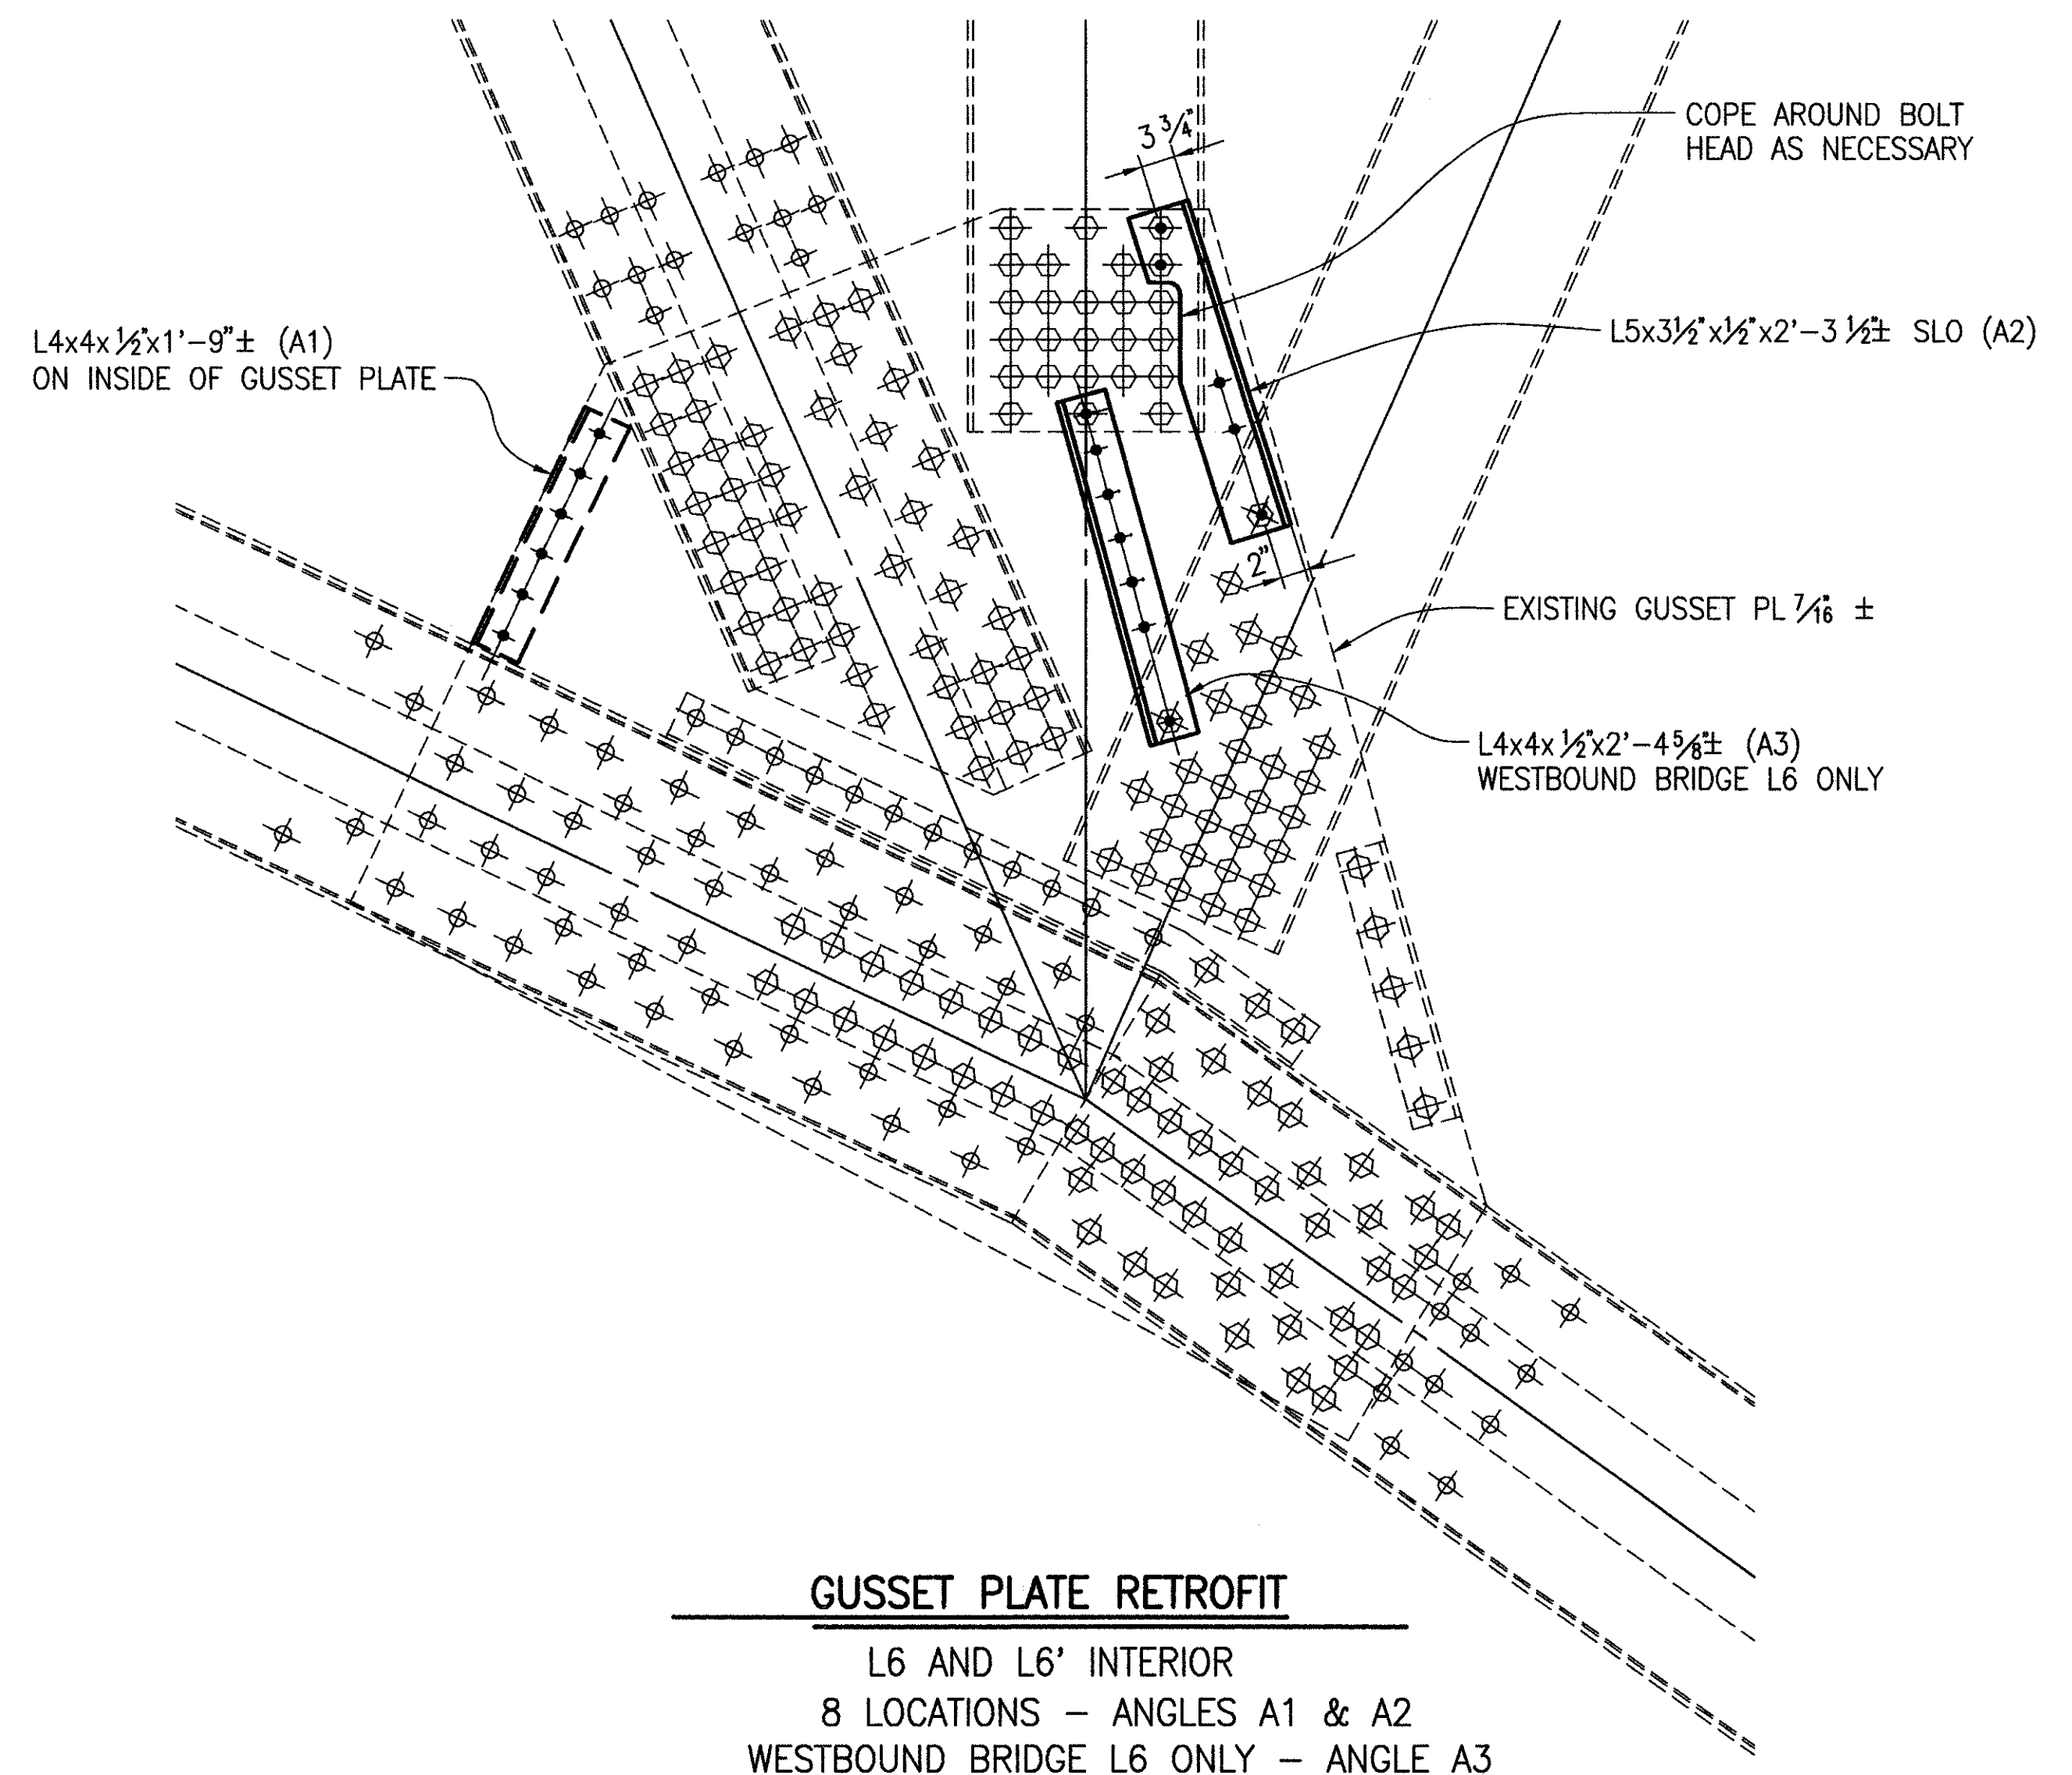 3 3/4"
COPE AROUND BOLT
HEAD AS NECESSARY
L4x4x1/2"x1'-9"± (A1)
ON INSIDE OF GUSSET PLATE
L5x3 1/2"x1/2"x2'-3 1/2"± SLO (A2)
2"
EXISTING GUSSET PL 7/16" ±
L4x4x1/2"x2'-4 5/8"± (A3)
WESTBOUND BRIDGE L6 ONLY
GUSSET PLATE RETROFIT
L6 AND L6' INTERIOR
8 LOCATIONS - ANGLES A1 & A2
WESTBOUND BRIDGE L6 ONLY - ANGLE A3